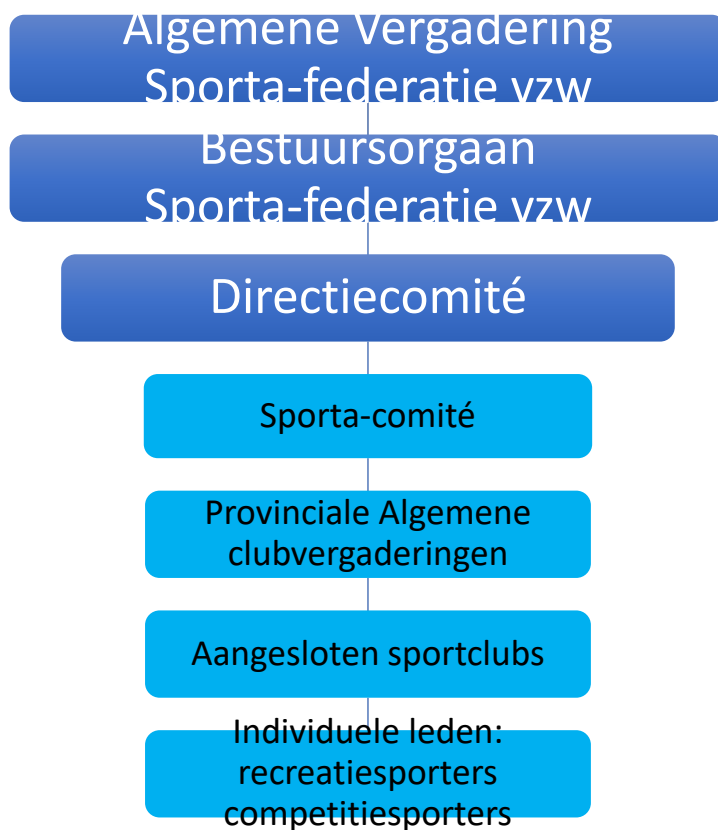 Algemene Vergadering
Sporta-federatie vzw
Bestuursorgaan
Sporta-federatie vzw
Directiecomité
Sporta-comité
Provinciale Algemene
clubvergaderingen
Aangesloten sportclubs
Individuele leden:
recreatiesporters
competitiesporters